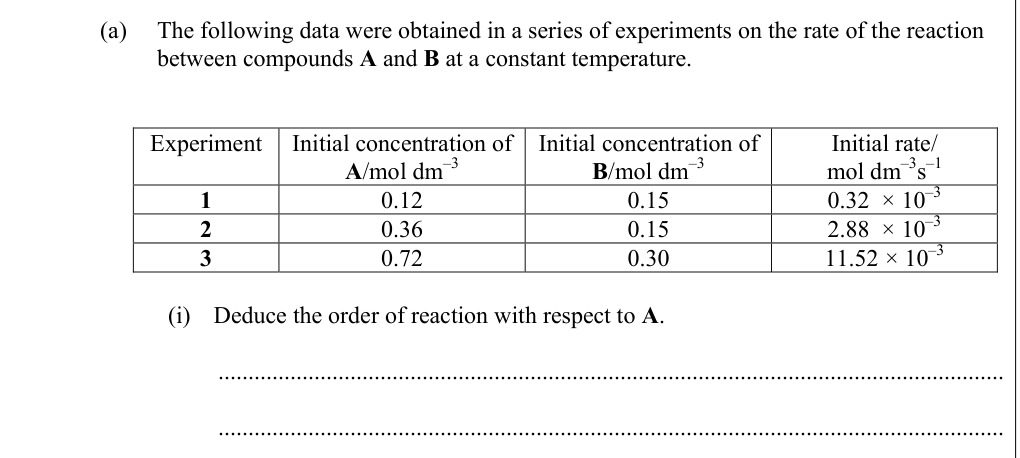 (a) The following data were obtained in a series of experiments on the rate of the reaction
between compounds A and B at a constant temperature.
Experiment Initial concentration of Initial concentration of Initial rate/
A/mol dm⁻³ B/mol dm⁻³ mol dm⁻³s⁻¹
1 0.12 0.15 0.32 × 10⁻³
2 0.36 0.15 2.88 × 10⁻³
3 0.72 0.30 11.52 × 10⁻³
(i) Deduce the order of reaction with respect to A.